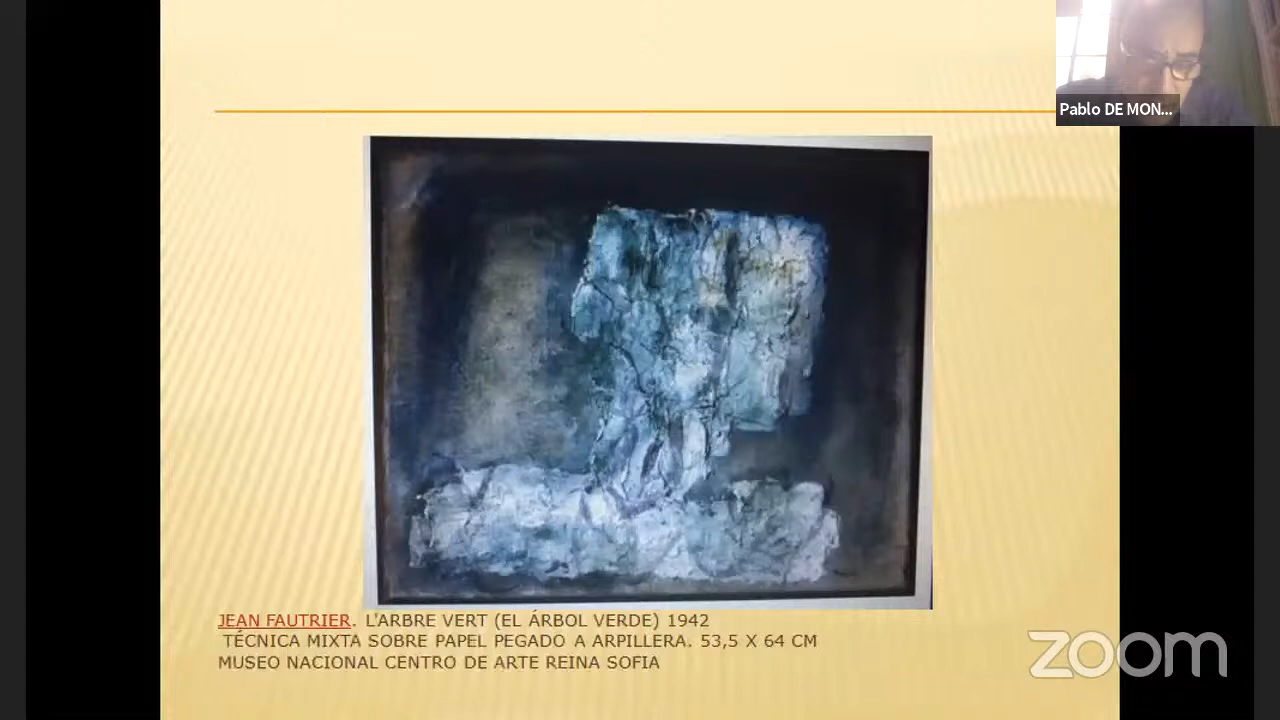 Pablo DE MON...
JEAN FAUTRIER. L'ARBRE VERT (EL ÁRBOL VERDE) 1942
TÉCNICA MIXTA SOBRE PAPEL PEGADO A ARPILLERA. 53,5 X 64 CM
MUSEO NACIONAL CENTRO DE ARTE REINA SOFIA
zoom